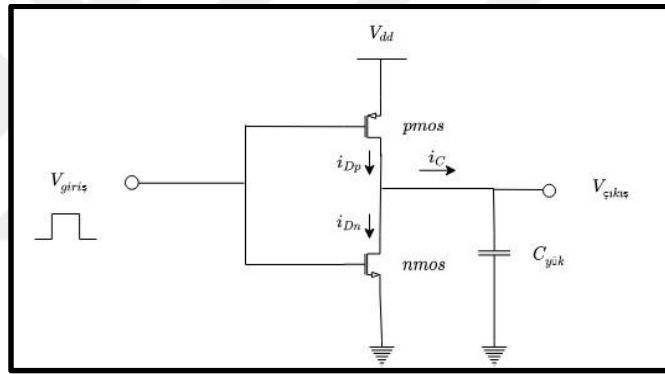 V_dd
pmos
i_Dp
i_C
V_giriş
V_çıkış
i_Dn
nmos
C_yük